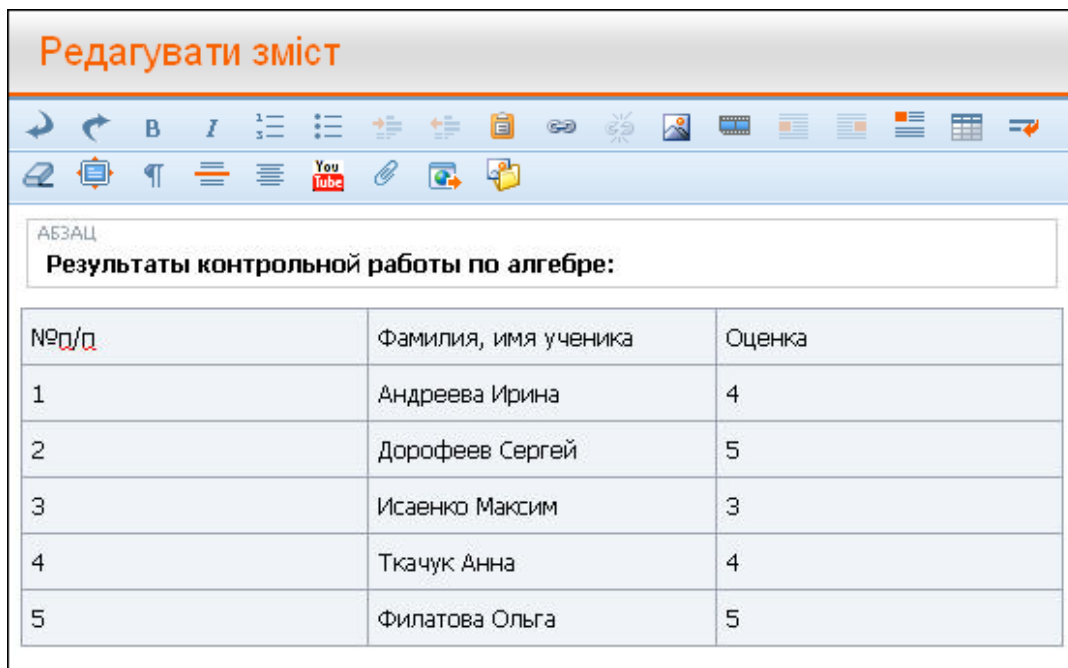 Редагувати зміст
B I
You
Tube
АБЗАЦ
Результаты контрольной работы по алгебре:
№п/п Фамилия, имя ученика Оценка
1 Андреева Ирина 4
2 Дорофеев Сергей 5
3 Исаенко Максим 3
4 Ткачук Анна 4
5 Филатова Ольга 5